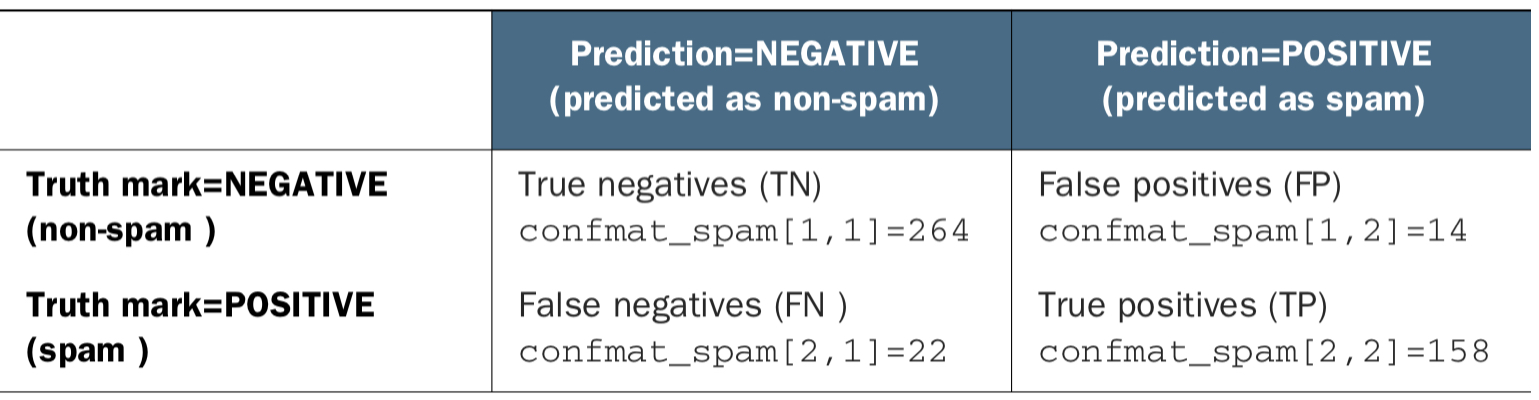 Prediction=NEGATIVE
(predicted as non-spam)
Prediction=POSITIVE
(predicted as spam)
Truth mark=NEGATIVE
(non-spam )
True negatives (TN)
confmat_spam[1,1]=264
False positives (FP)
confmat_spam[1,2]=14
Truth mark=POSITIVE
(spam )
False negatives (FN )
confmat_spam[2,1]=22
True positives (TP)
confmat_spam[2,2]=158